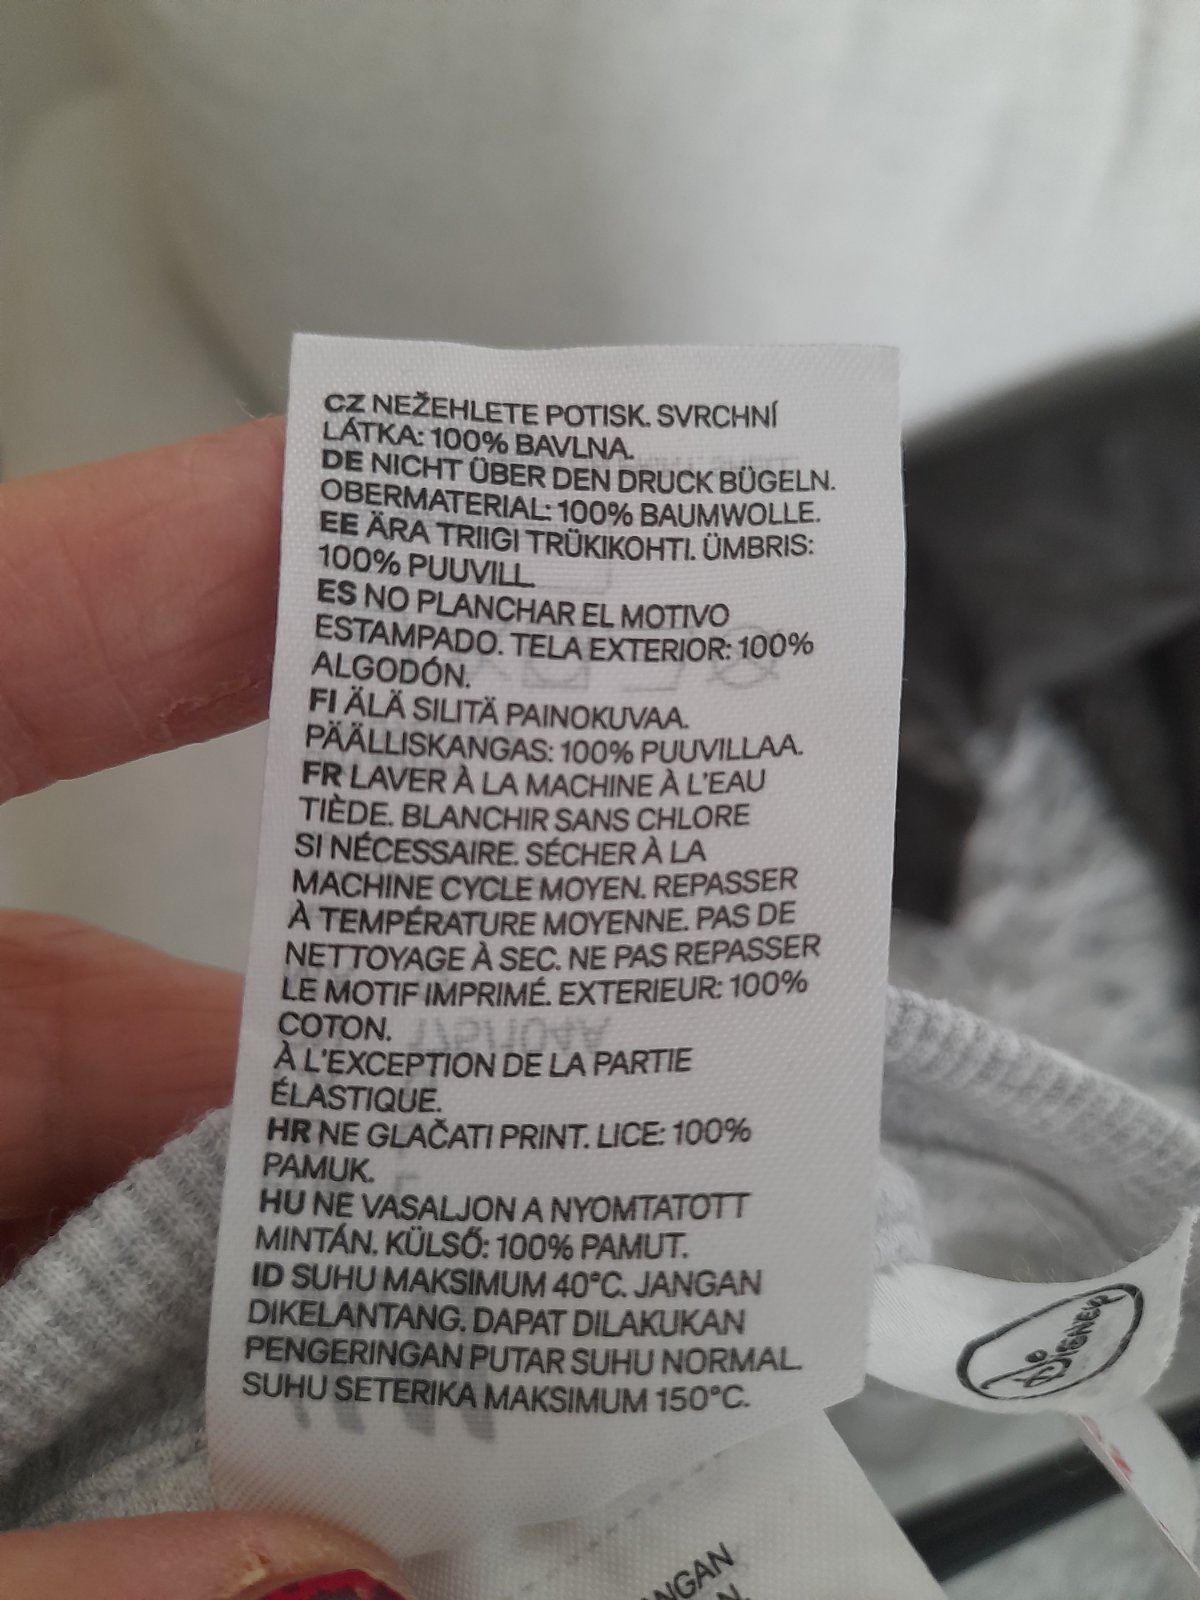 CZ NEŽEHLETE POTISK. SVRCHNÍ
LÁTKA: 100% BAVLNA.
DE NICHT ÜBER DEN DRUCK BÜGELN.
OBERMATERIAL: 100% BAUMWOLLE.
EE ÄRA TRIIGI TRÜKIKOHTI. ÜMBRIS:
100% PUUVILL.
ES NO PLANCHAR EL MOTIVO
ESTAMPADO. TELA EXTERIOR: 100%
ALGODÓN.
FI ÄLÄ SILITÄ PAINOKUVAA.
PÄÄLLISKANGAS: 100% PUUVILLAA.
FR LAVER À LA MACHINE À L'EAU
TIÈDE. BLANCHIR SANS CHLORE
SI NÉCESSAIRE. SÉCHER À LA
MACHINE CYCLE MOYEN. REPASSER
À TEMPÉRATURE MOYENNE. PAS DE
NETTOYAGE À SEC. NE PAS REPASSER
LE MOTIF IMPRIMÉ. EXTERIEUR: 100%
COTON.
À L'EXCEPTION DE LA PARTIE
ÉLASTIQUE.
HR NE GLAČATI PRINT. LICE: 100%
PAMUK.
HU NE VASALJON A NYOMTATOTT
MINTÁN. KÜLSŐ: 100% PAMUT.
ID SUHU MAKSIMUM 40°C. JANGAN
DIKELANTANG. DAPAT DILAKUKAN
PENGERINGAN PUTAR SUHU NORMAL.
SUHU SETERIKA MAKSIMUM 150°C.
DISNEY